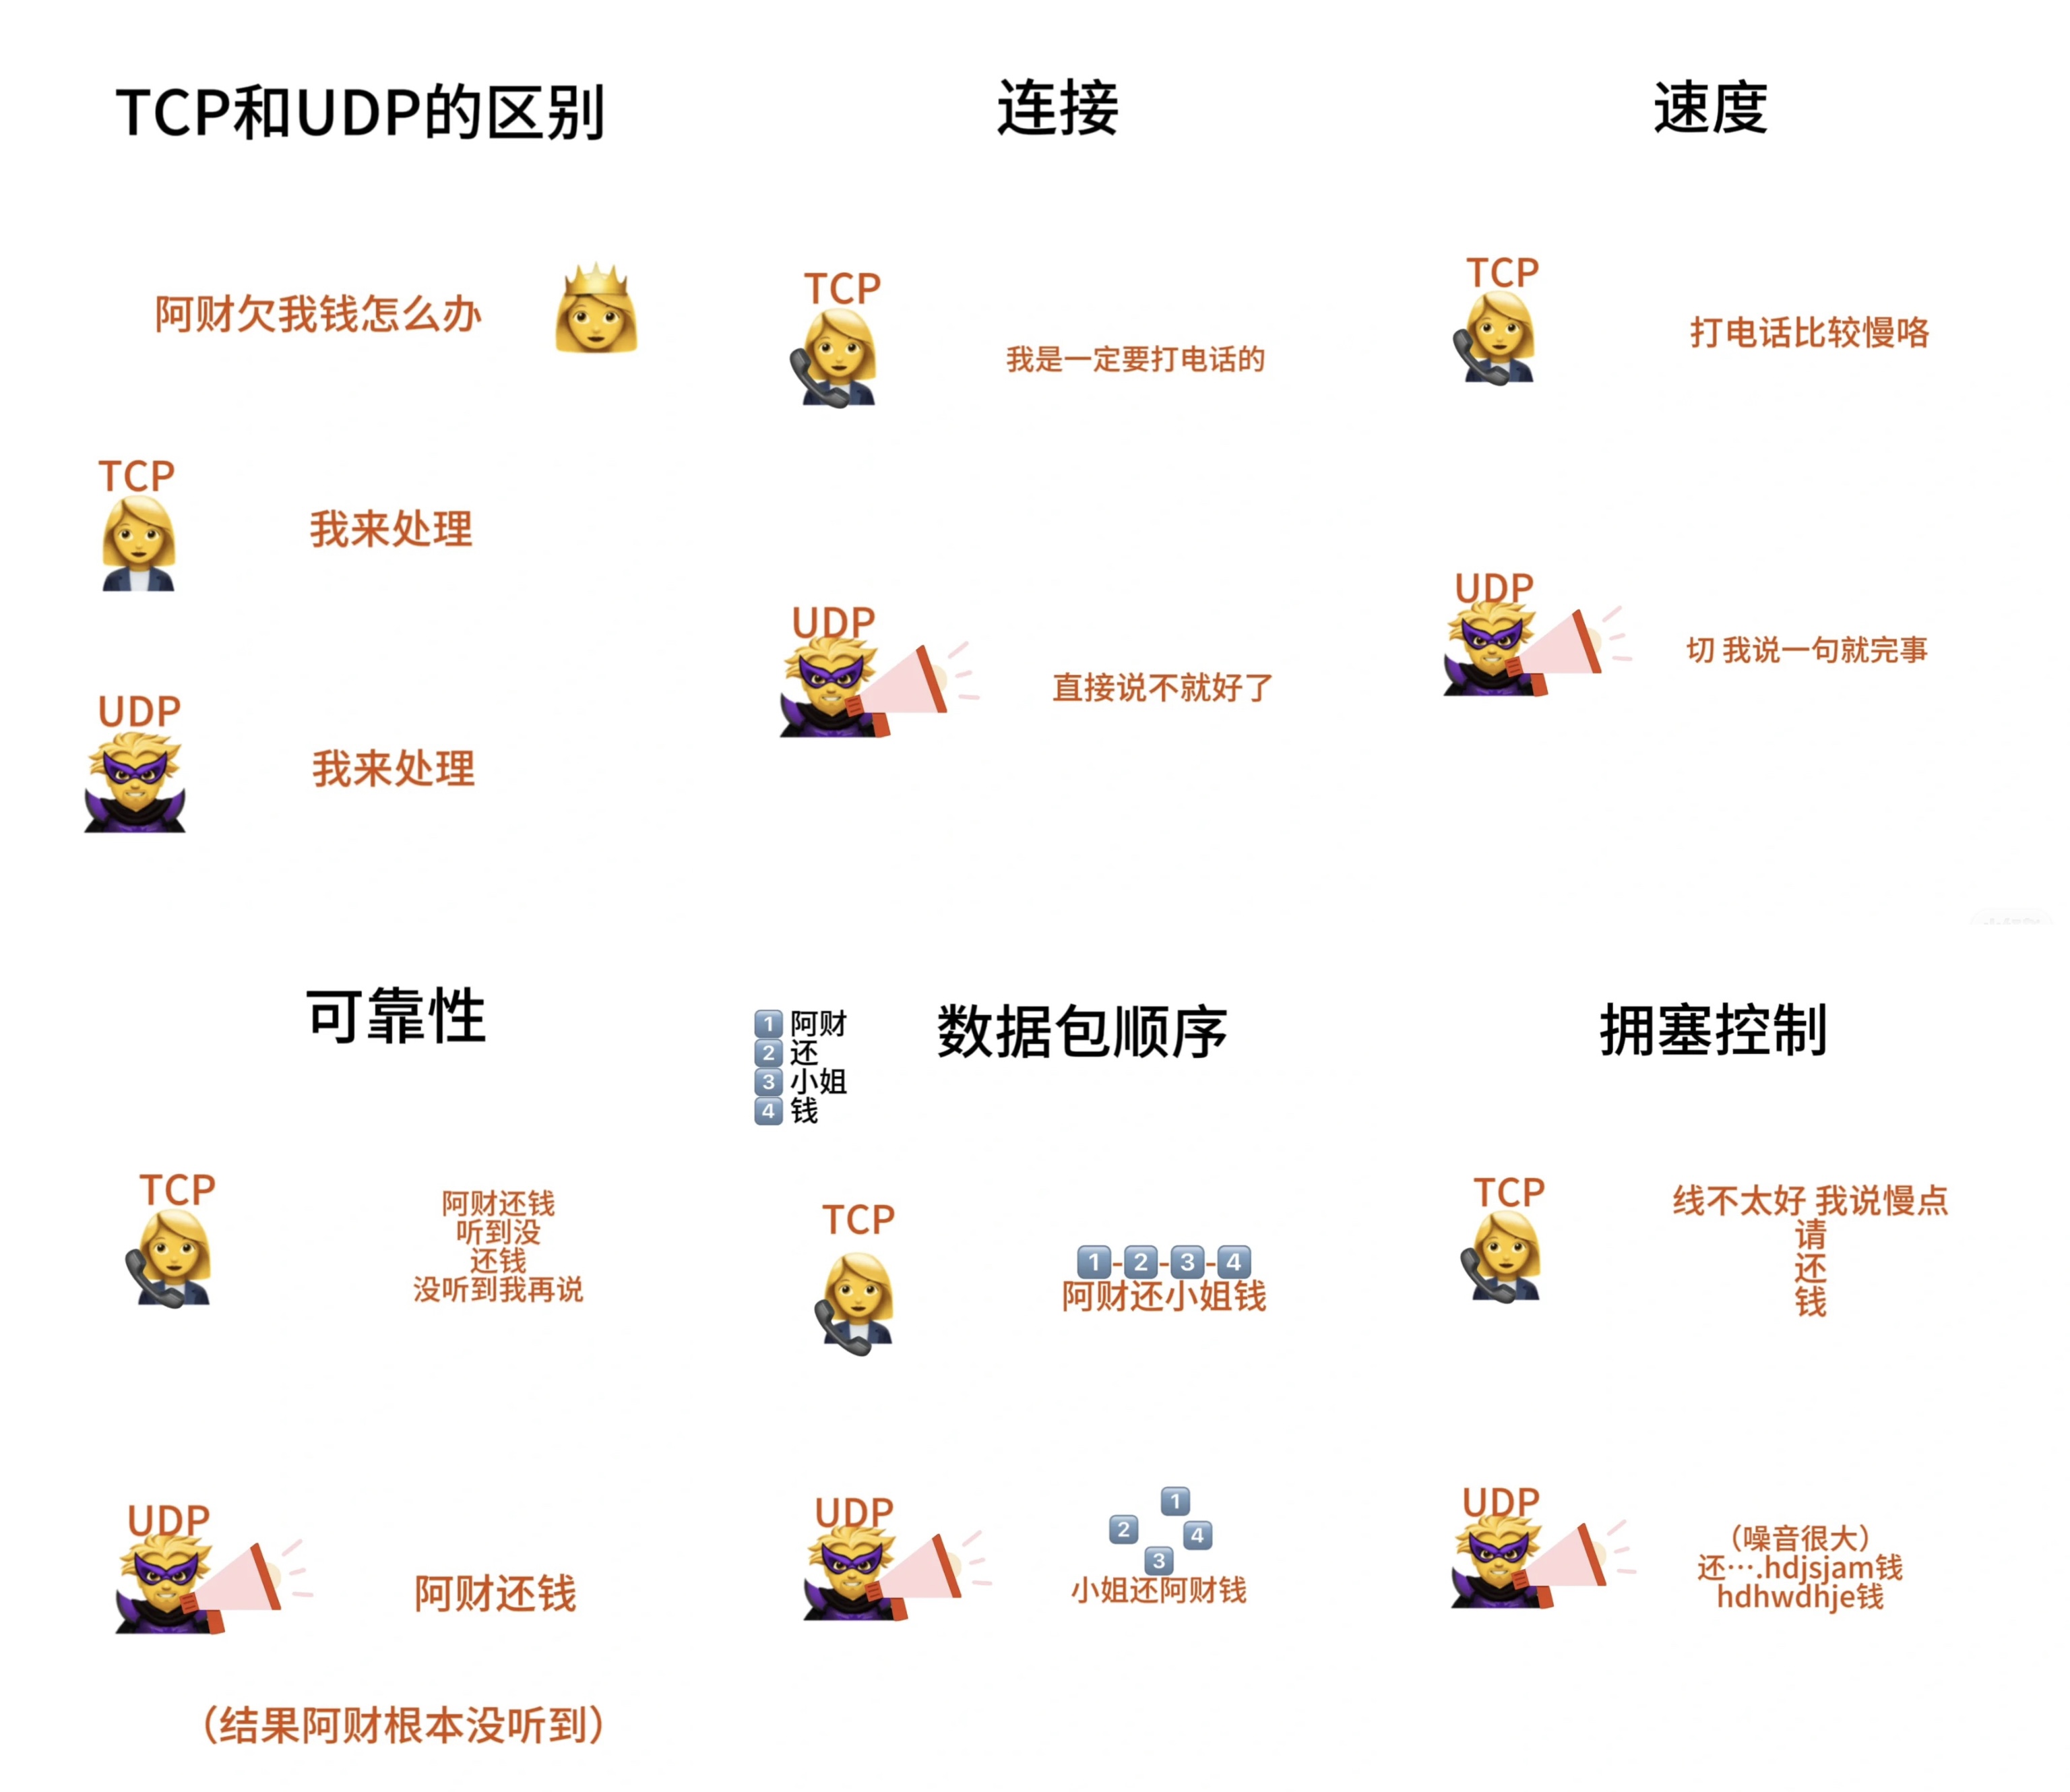 TCP和UDP的区别
阿财欠我钱怎么办
TCP
我来处理
UDP
我来处理
连接
TCP
我是一定要打电话的
UDP
直接说不就好了
速度
TCP
打电话比较慢咯
UDP
切 我说一句就完事
可靠性
TCP
阿财还钱
听到没
还钱
没听到我再说
UDP
阿财还钱
（结果阿财根本没听到）
数据包顺序
1 阿财
2 还
3 小姐
4 钱
TCP
1-2-3-4
阿财还小姐钱
UDP
1
2
4
3
小姐还阿财钱
拥塞控制
TCP
线不太好 我说慢点
请
还
钱
UDP
（噪音很大）
还….hdjsjam钱
hdhwdhje钱